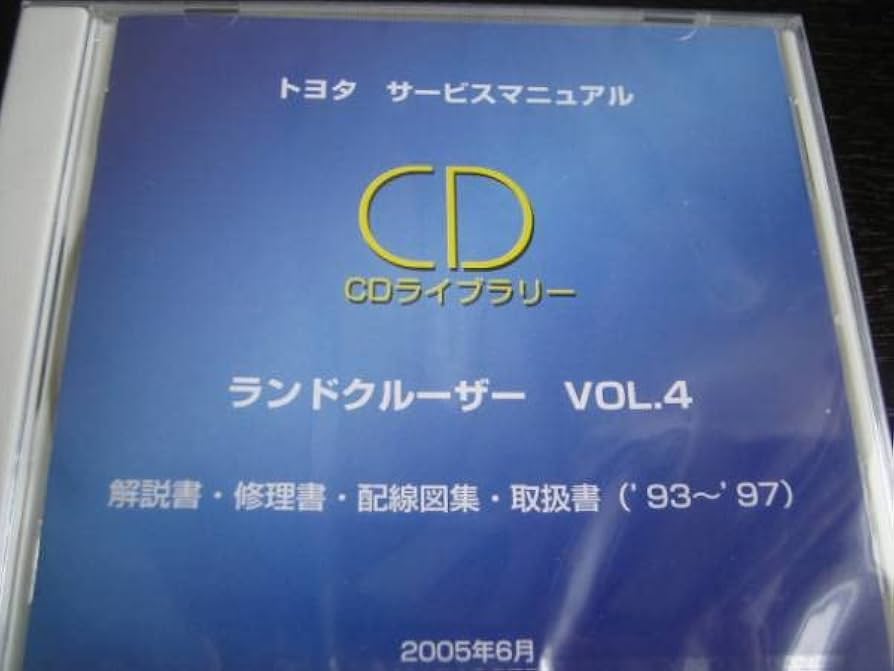 トヨタ　サービスマニュアル
CD
CDライブラリー
ランドクルーザー　VOL.4
解説書・修理書・配線図集・取扱書（'93～'97）
2005年6月